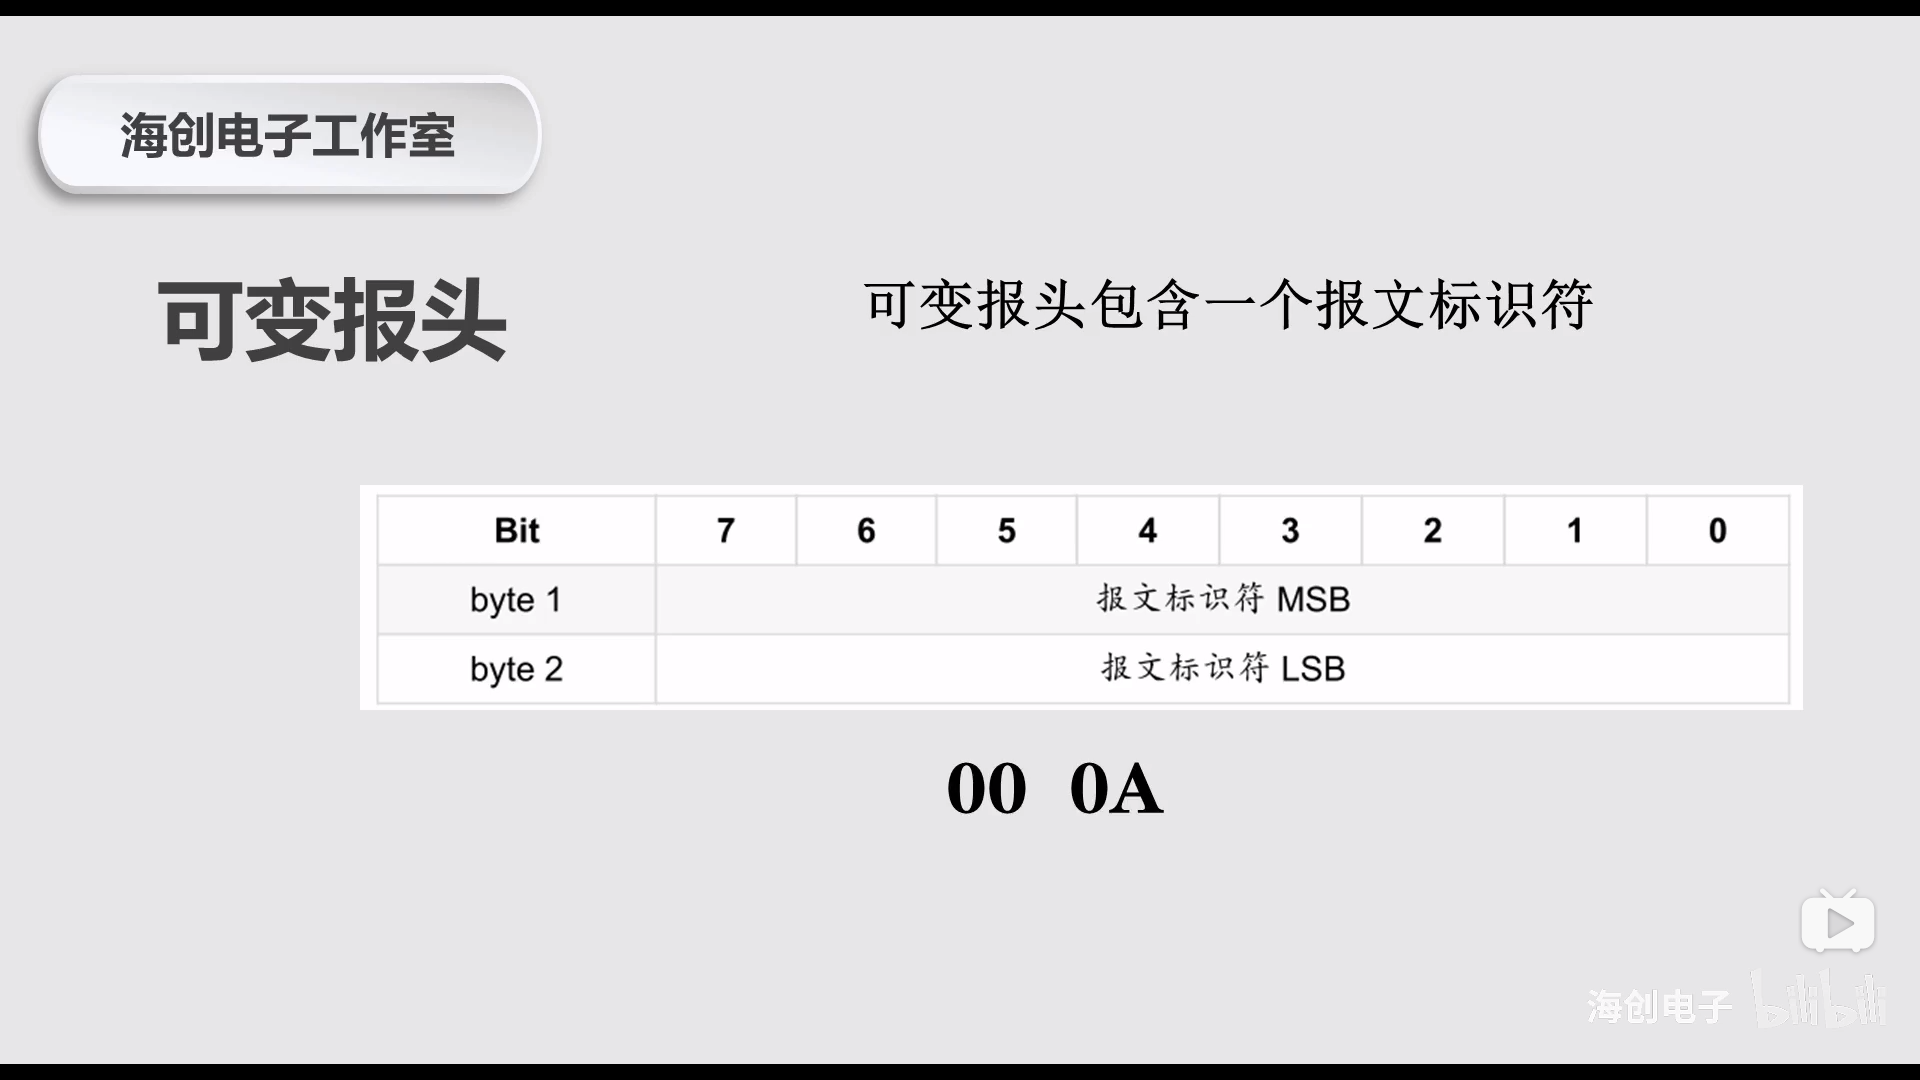 海创电子工作室
可变报头
可变报头包含一个报文标识符
Bit 7 6 5 4 3 2 1 0
byte 1 报文标识符 MSB
byte 2 报文标识符 LSB
00 0A
海创电子 bilibili